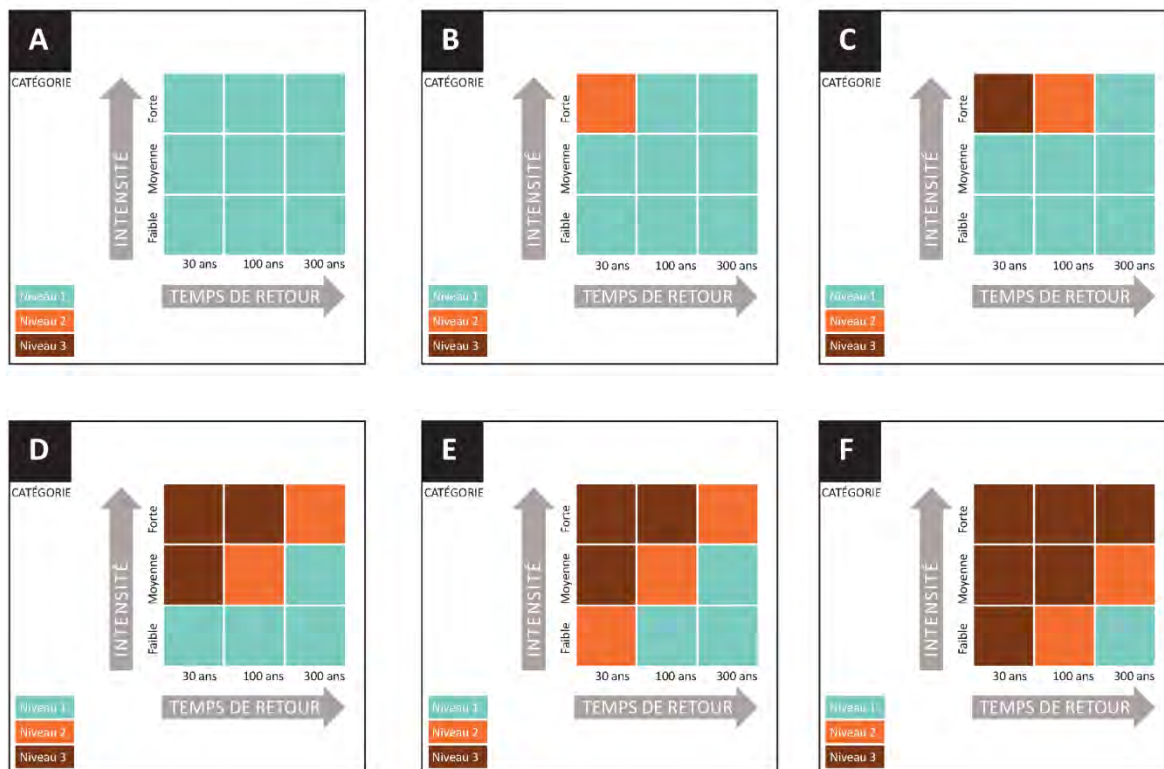 A
CATÉGORIE
INTENSITÉ
Forte
Moyenne
Faible
30 ans 100 ans 300 ans
TEMPS DE RETOUR
Niveau 1
Niveau 2
Niveau 3
B
CATÉGORIE
INTENSITÉ
Forte
Moyenne
Faible
30 ans 100 ans 300 ans
TEMPS DE RETOUR
Niveau 1
Niveau 2
Niveau 3
C
CATÉGORIE
INTENSITÉ
Forte
Moyenne
Faible
30 ans 100 ans 300 ans
TEMPS DE RETOUR
Niveau 1
Niveau 2
Niveau 3
D
CATÉGORIE
INTENSITÉ
Forte
Moyenne
Faible
30 ans 100 ans 300 ans
TEMPS DE RETOUR
Niveau 1
Niveau 2
Niveau 3
E
CATÉGORIE
INTENSITÉ
Forte
Moyenne
Faible
30 ans 100 ans 300 ans
TEMPS DE RETOUR
Niveau 1
Niveau 2
Niveau 3
F
CATÉGORIE
INTENSITÉ
Forte
Moyenne
Faible
30 ans 100 ans 300 ans
TEMPS DE RETOUR
Niveau 1
Niveau 2
Niveau 3